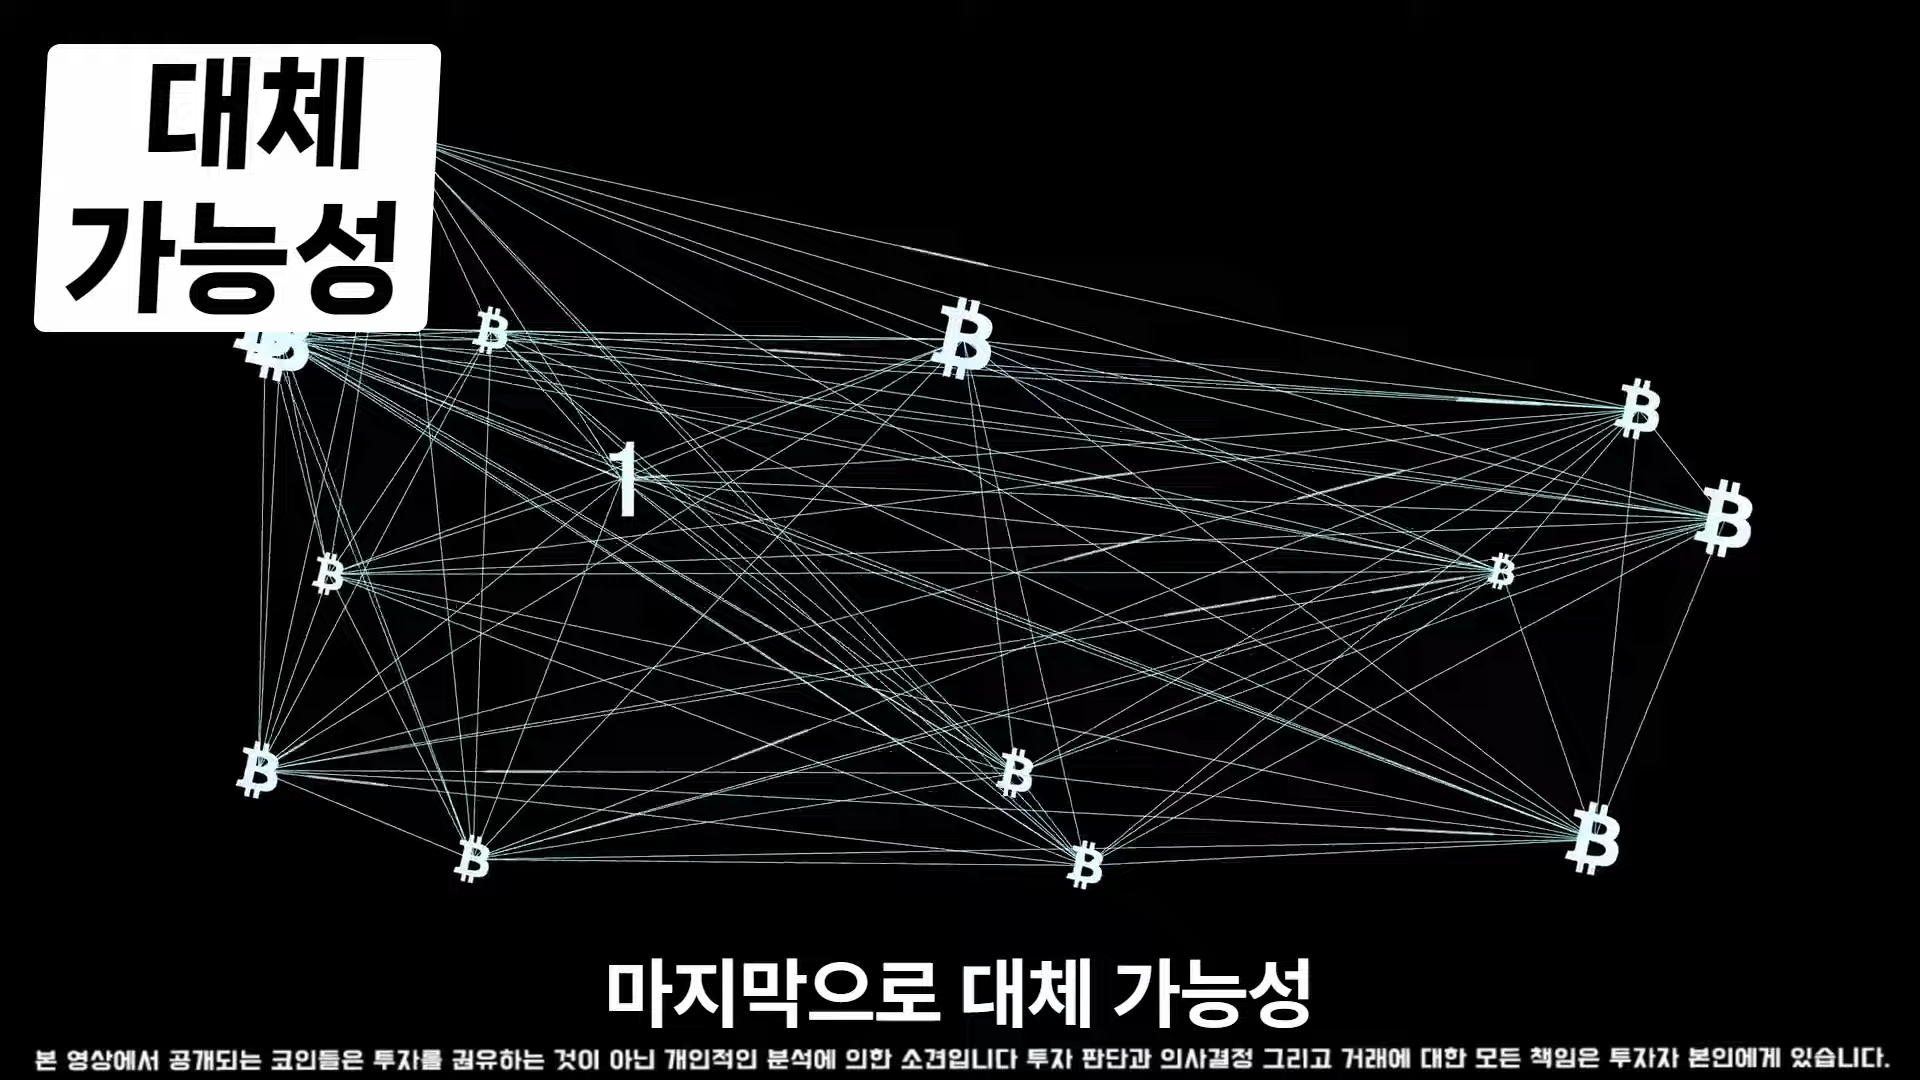 대체
가능성
1
마지막으로 대체 가능성
본 영상에서 공개되는 코인들은 투자를 권유하는 것이 아닌 개인적인 분석에 의한 소견입니다 투자 판단과 의사결정 그리고 거래에 대한 모든 책임은 투자자 본인에게 있습니다.